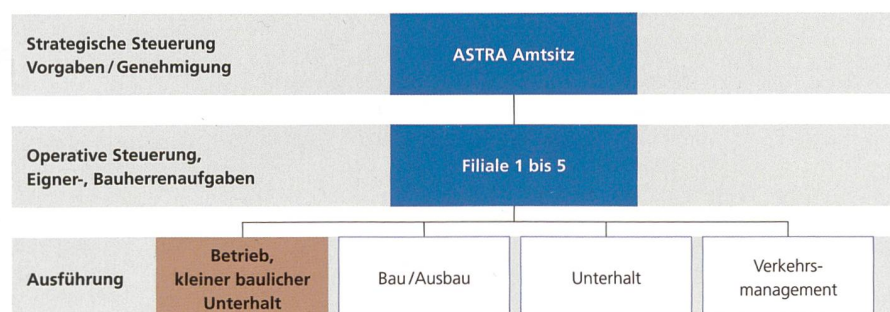 Strategische Steuerung
Vorgaben/Genehmigung
ASTRA Amtsitz
Operative Steuerung,
Eigner-, Bauherrenaufgaben
Filiale 1 bis 5
Ausführung
Betrieb,
kleiner baulicher
Unterhalt
Bau/Ausbau
Unterhalt
Verkehrs-
management